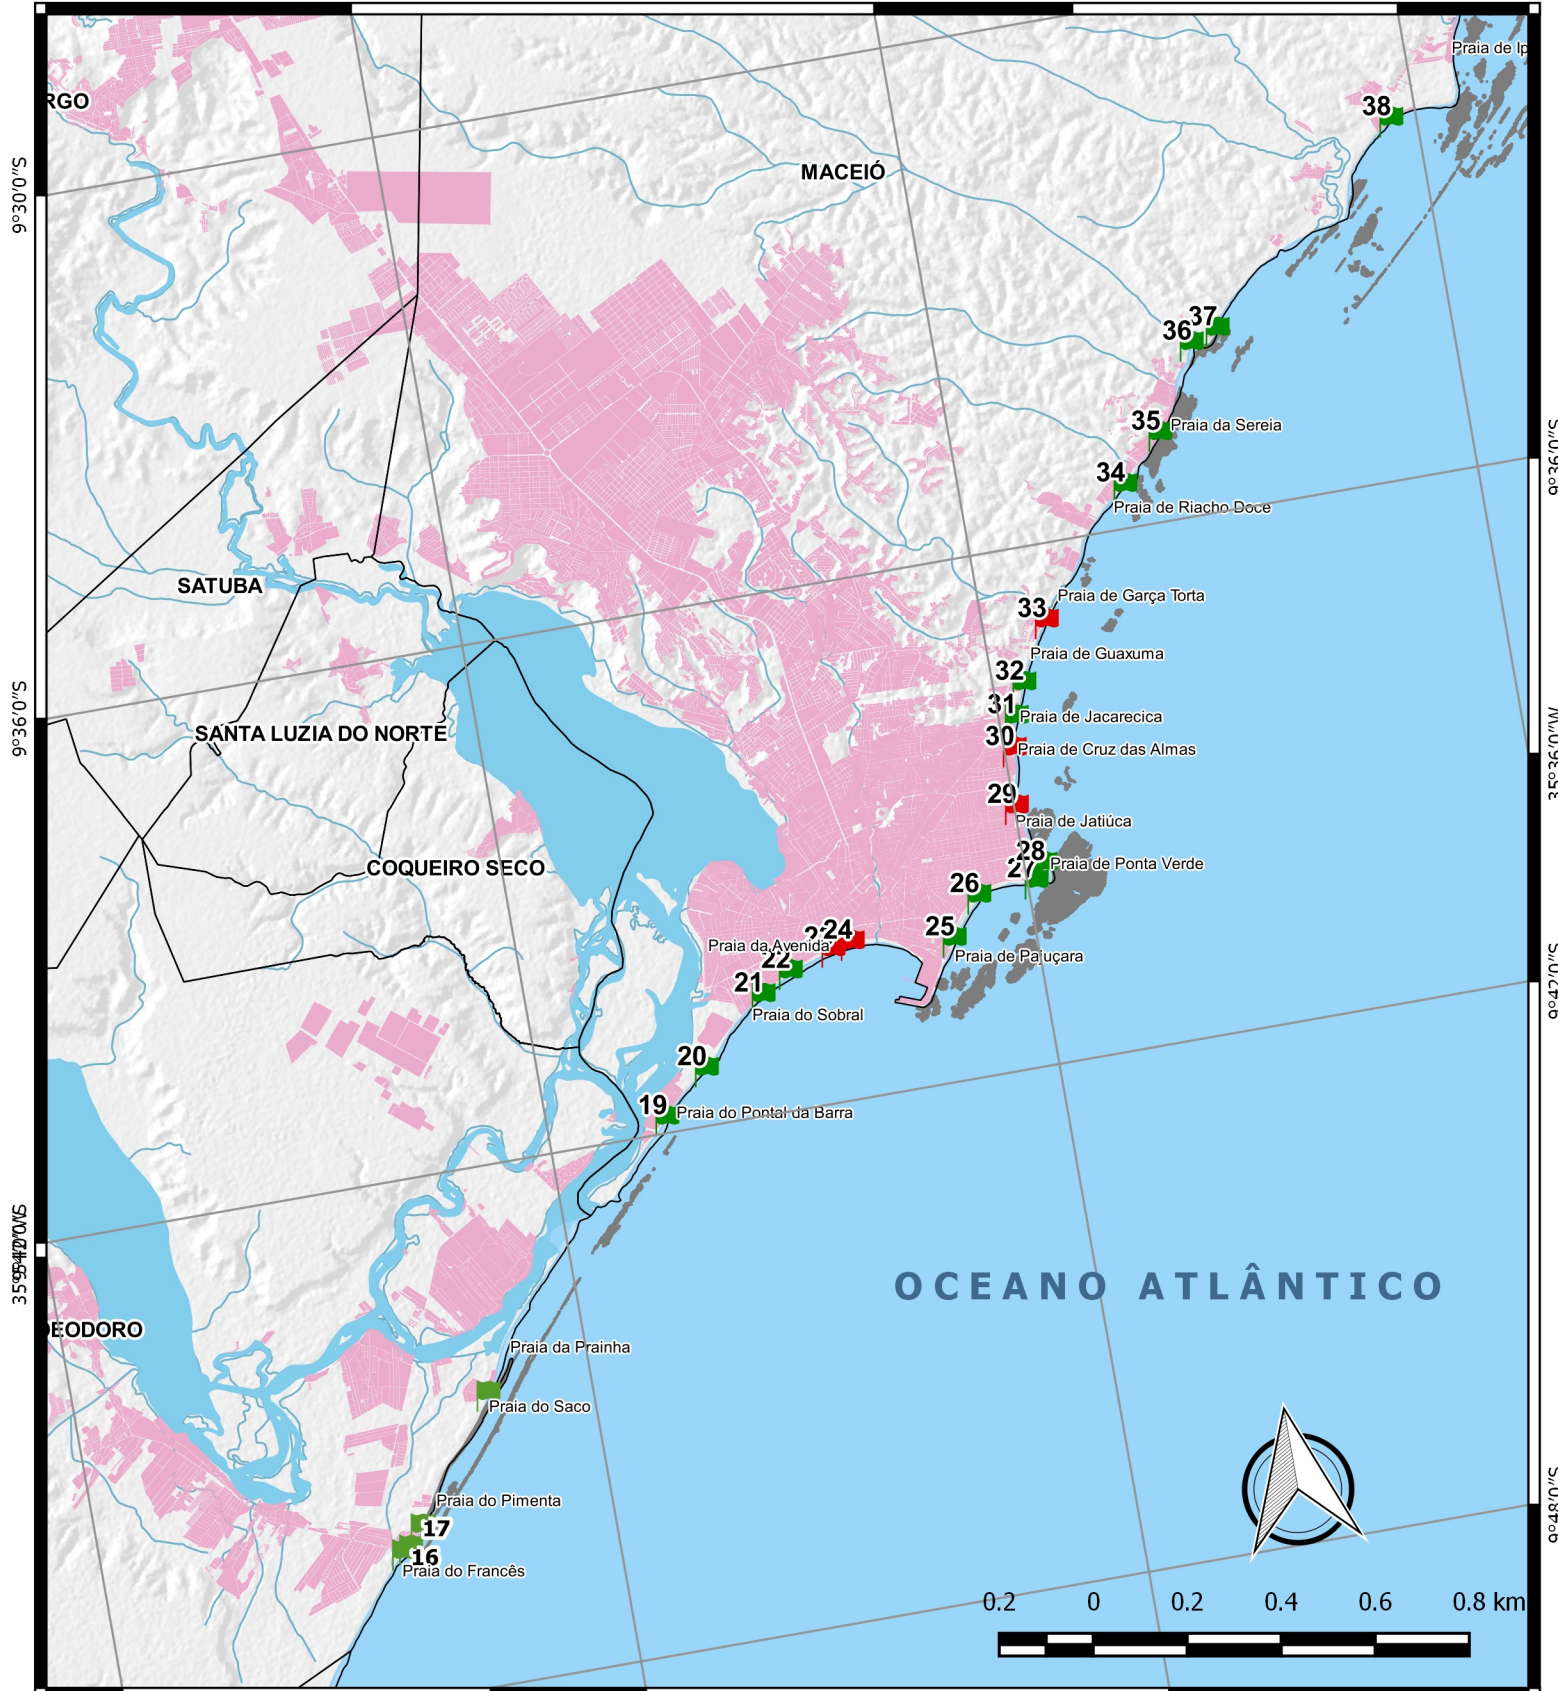 Praia de Ip
RGO
38
MACEIÓ
9°30'0"S
37
36
35
Praia da Sereia
34
Praia de Riacho Doce
9°36'0"S
SATUBA
Praia de Garça Torta
33
Praia de Guaxuma
32
31
Praia de Jacarecica
9°36'0"S
SANTA LUZIA DO NORTE
30
Praia de Cruz das Almas
35°36'0"W
29
Praia de Jatiúca
28
Praia de Ponta Verde
27
COQUEIRO SECO
26
25
24
Praia da Avenida
Praia de Pajuçara
22
21
9°42'0"S
Praia do Sobral
20
19
Praia do Pontal da Barra
OCEANO ATLÂNTICO
DEODORO
Praia da Prainha
Praia do Saco
Praia do Pimenta
17
9°48'0"S
16
Praia do Francês
0.2 0 0.2 0.4 0.6 0.8 km